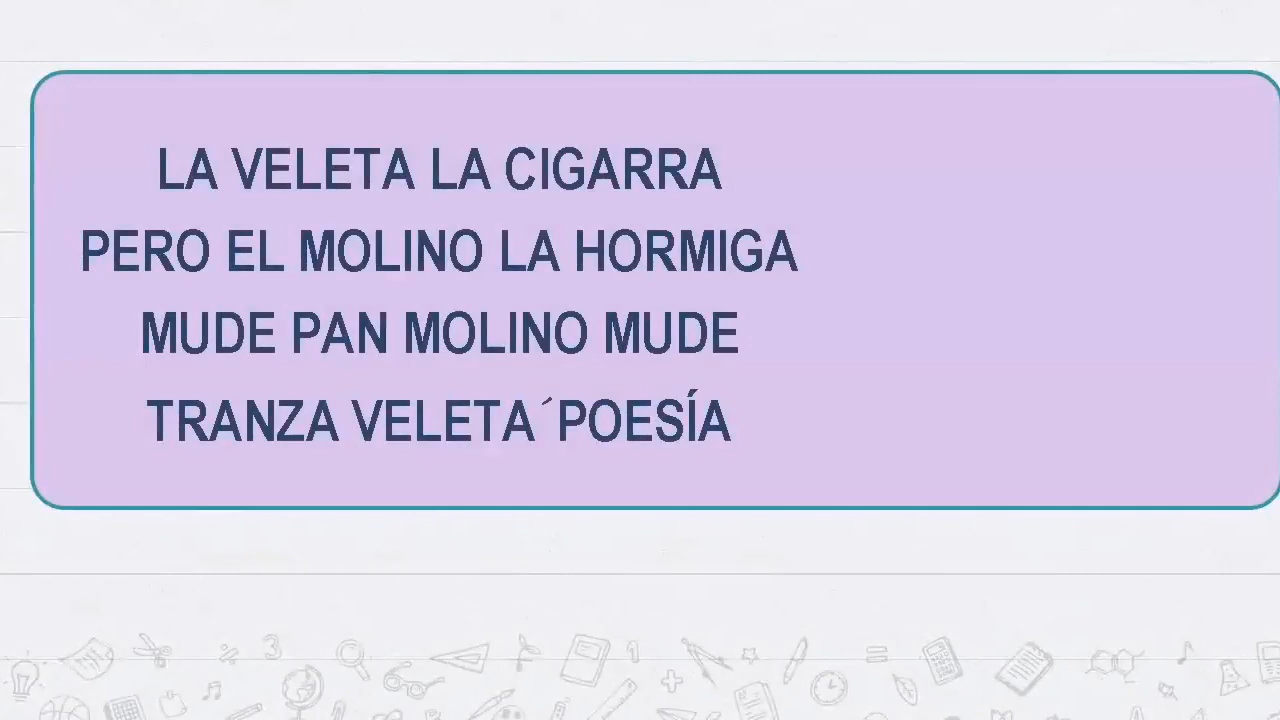 LA VELETA LA CIGARRA
PERO EL MOLINO LA HORMIGA
MUDE PAN MOLINO MUDE
TRANZA VELETA ´POESÍA